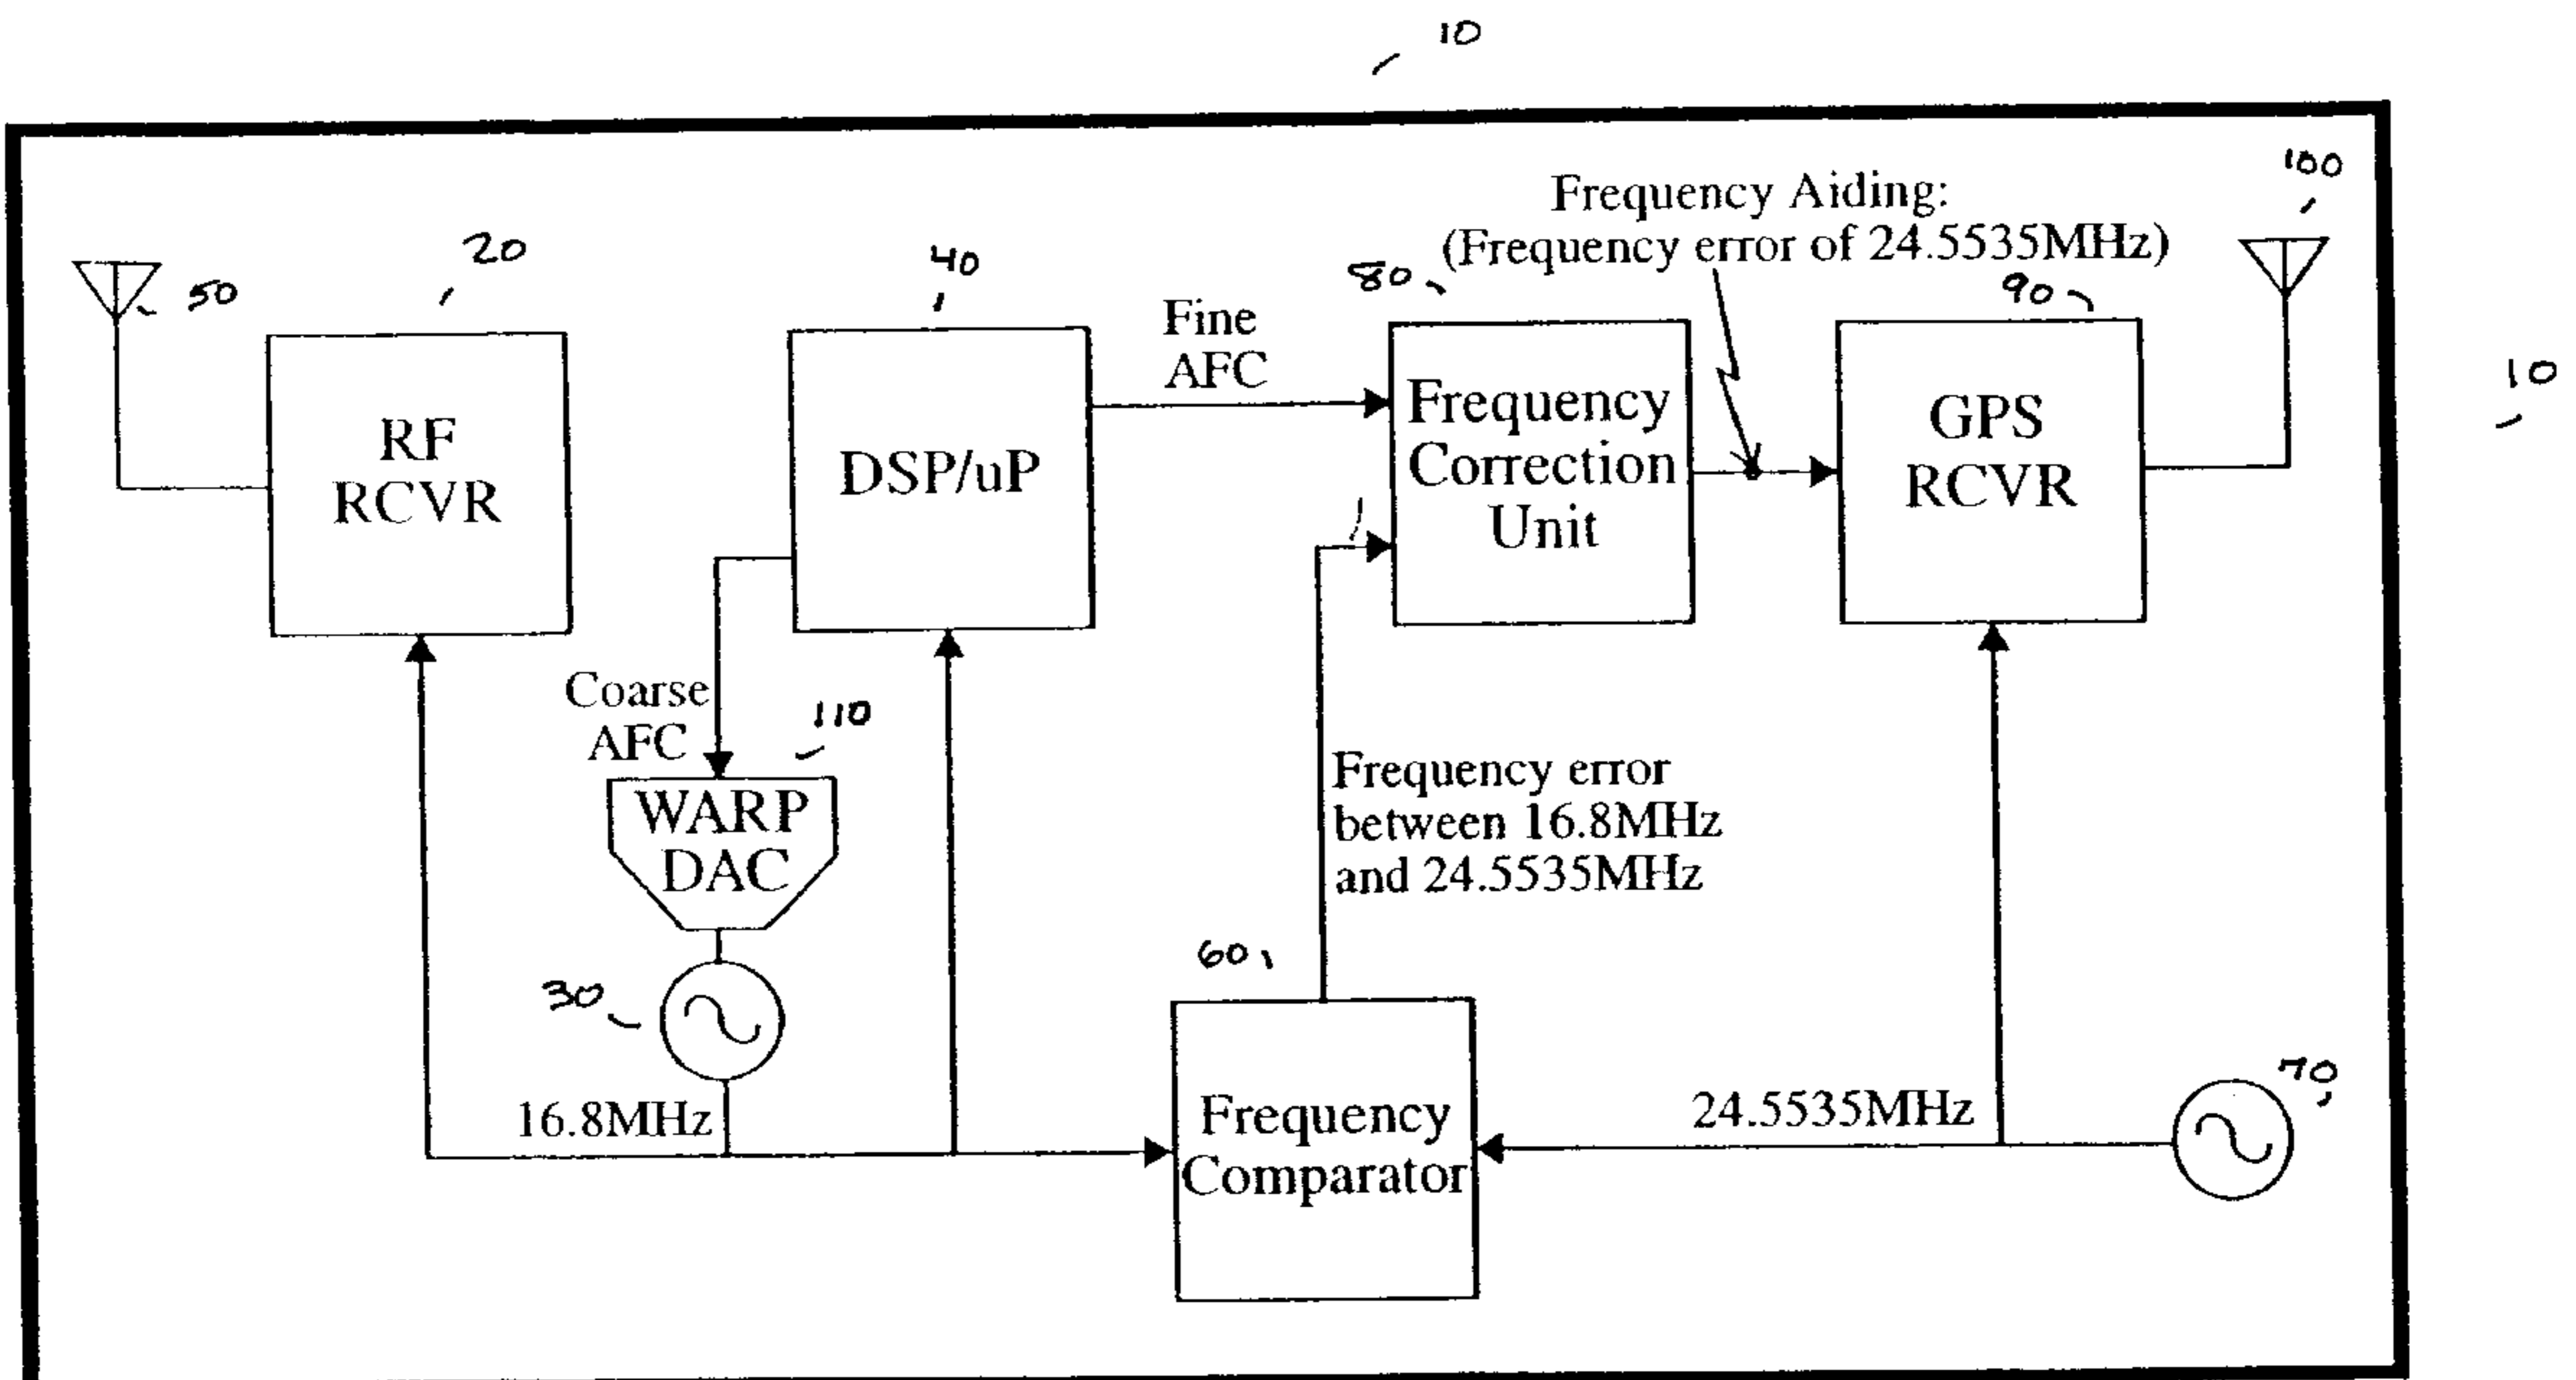 10
100
Frequency Aiding:
(Frequency error of 24.5535MHz)
20
40
80
90
50
10
Fine
AFC
RF
RCVR
DSP/uP
Frequency
Correction
Unit
GPS
RCVR
Coarse
AFC
110
WARP
DAC
Frequency error
between 16.8MHz
and 24.5535MHz
60
30
70
16.8MHz
24.5535MHz
Frequency
Comparator